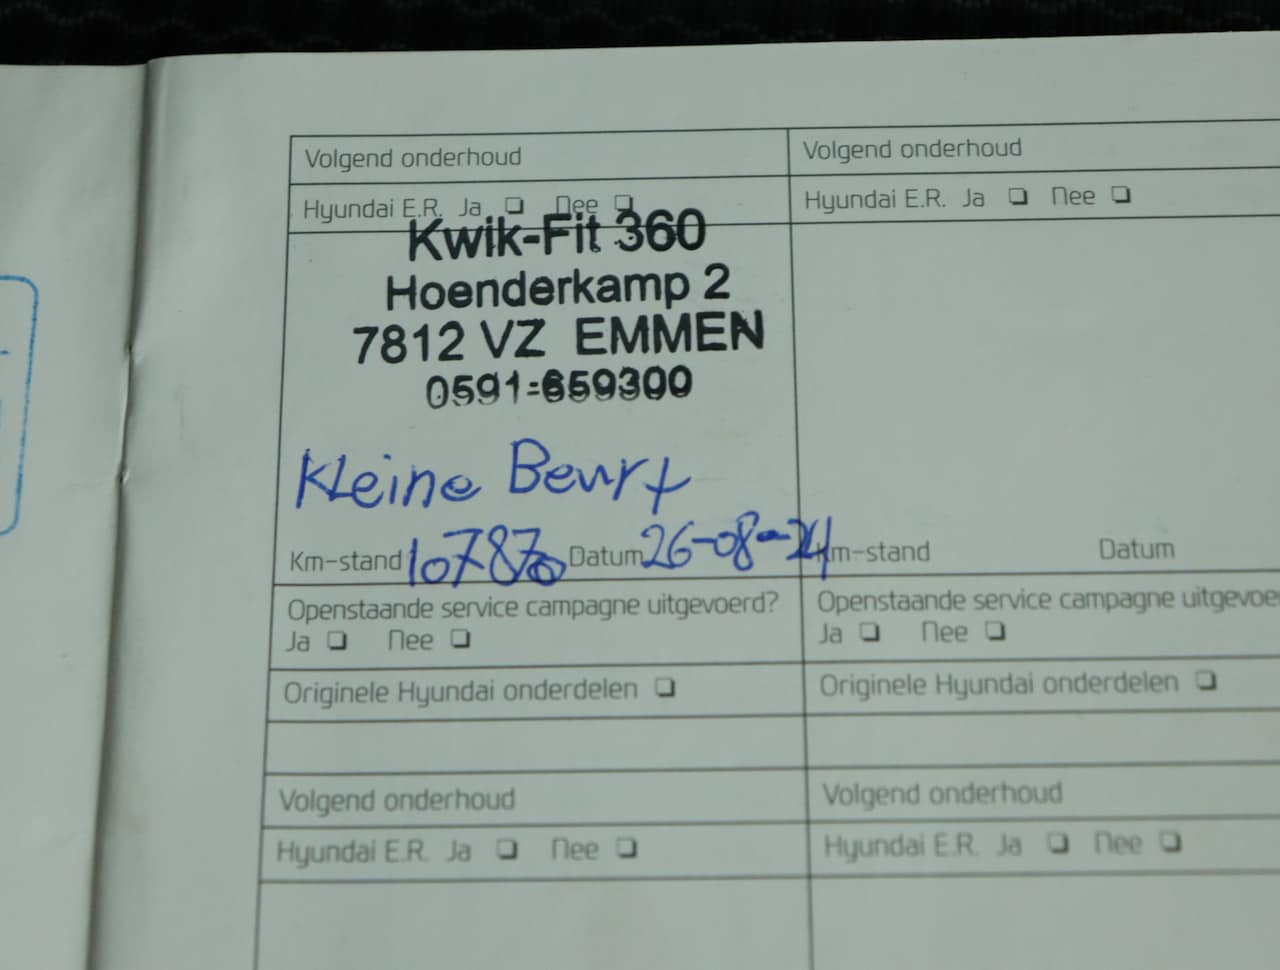 Volgend onderhoud
Hyundai E.R. Ja ❏ Nee ❏
Kwik-Fit 360
Hoenderkamp 2
7812 VZ EMMEN
0591-659300
Kleine Beurt
Km-stand 107870 Datum 26-08-24
Openstaande service campagne uitgevoerd?
Ja ❏ Nee ❏
Originele Hyundai onderdelen ❏
Volgend onderhoud
Hyundai E.R. Ja ❏ Nee ❏
Volgend onderhoud
Hyundai E.R. Ja ❏ Nee ❏
Km-stand Datum
Openstaande service campagne uitgevoe
Ja ❏ Nee ❏
Originele Hyundai onderdelen ❏
Volgend onderhoud
Hyundai E.R. Ja ❏ Nee ❏